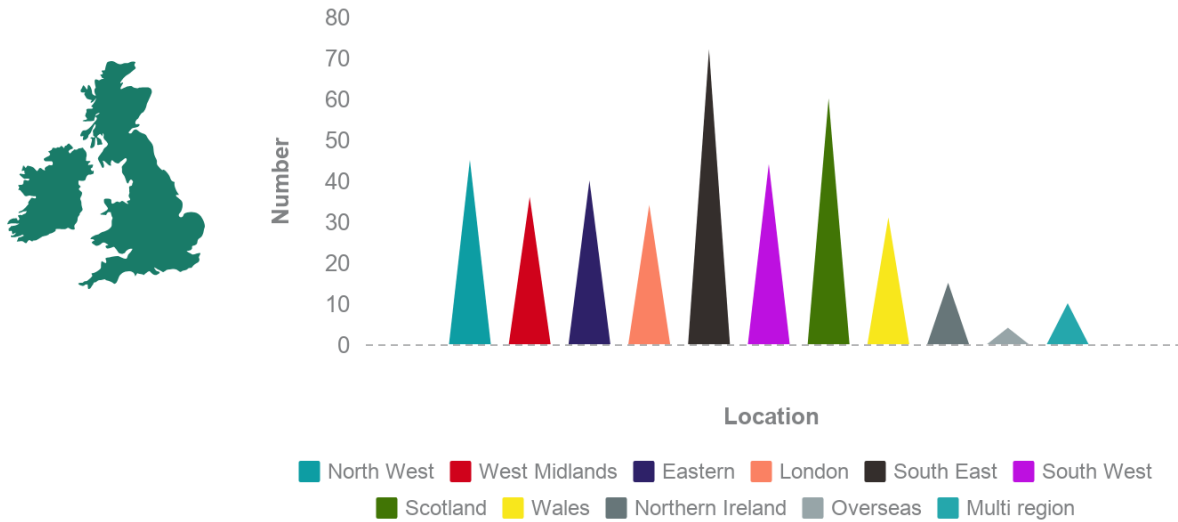 80
70
60
50
40
30
20
10
0
Number
Location
North West West Midlands Eastern London South East South West
Scotland Wales Northern Ireland Overseas Multi region